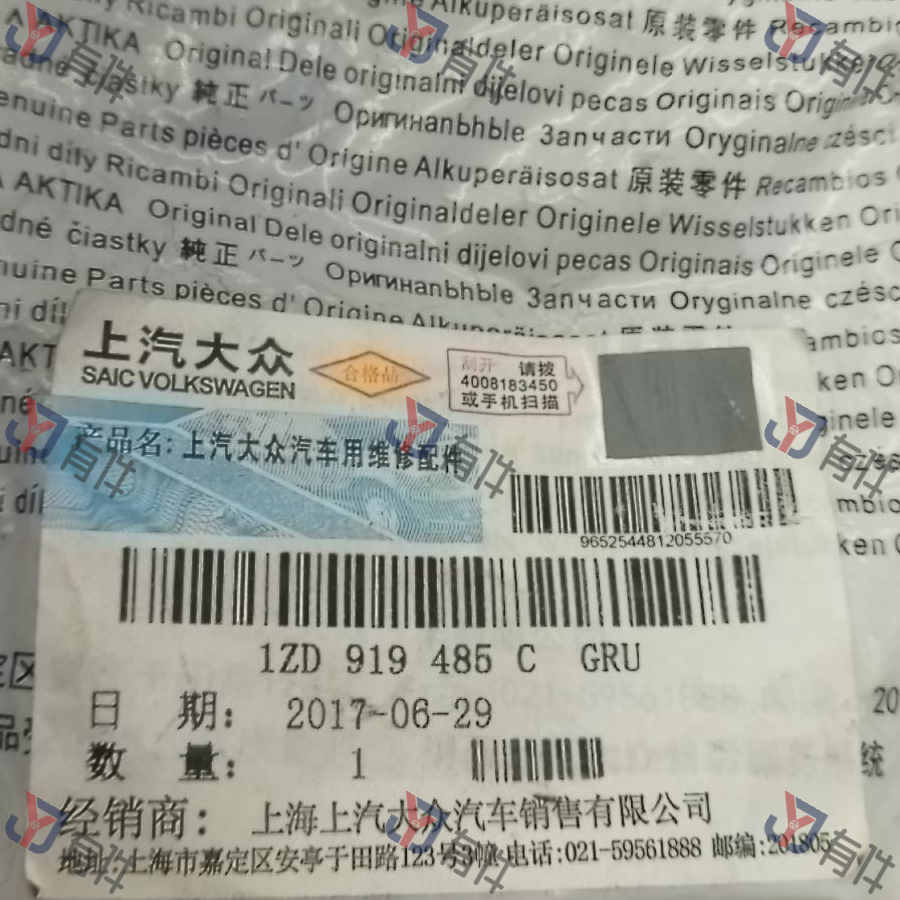 ky Ricambi Originali Originaldeler Originele Wisselstukken
AKTIKA Original Dele originalni dijelovi pecas Originais
častky 純正 パーツ Оригинальные Запчасти Oryginalne
Genuine Parts pièces d' Origine Alkuperäisosat 原装零件 Recambios
dní díly Ricambi Originali Originaldeler Originele Wisselstukken Ori
AKTIKA Original Dele originalni dijelovi pecas Originais Originele
dné čiastky 純正 パーツ Оригинальные Запчасти Oryginalne częśc
nuine Parts pièces d' Origine Alkuperäisosat 原装零件 ambios
上汽大众
SAIC VOLKSWAGEN
合格品
刮开 请拨
4008183450
或手机扫描
产品名: 上汽大众汽车用维修配件
9652544812055570
1ZD 919 485 C GRU
日 期: 2017-06-29
数 量: 1
经销商: 上海上汽大众汽车销售有限公司
地址:上海市嘉定区安亭于田路123号3幢 电话:021-59561888 邮编:201805
有件